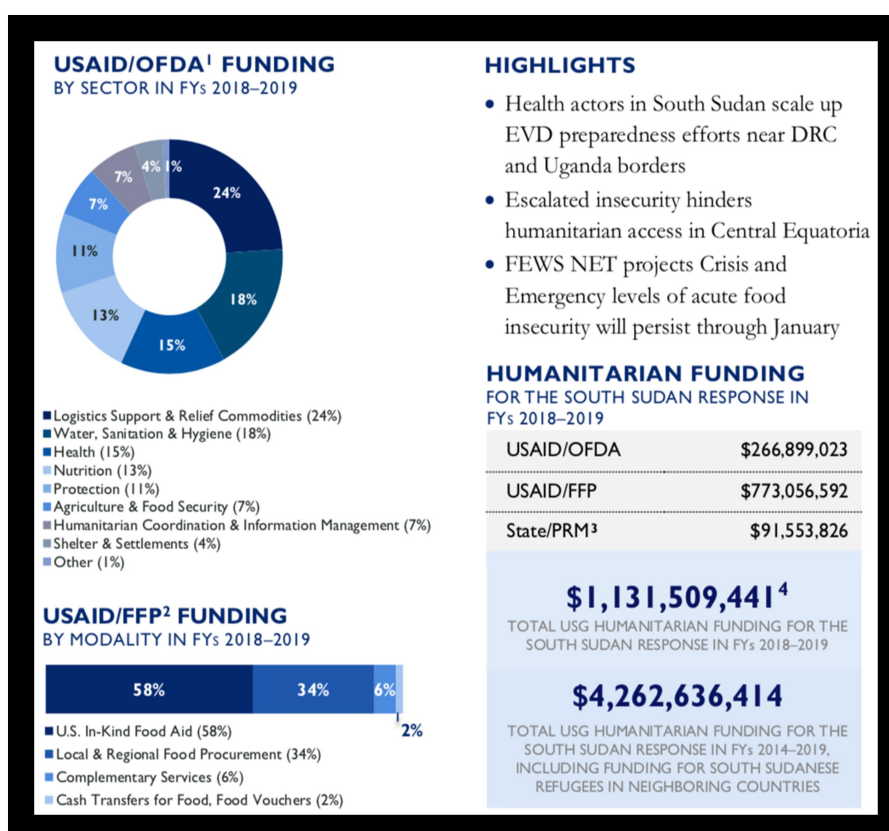 USAID/OFDA¹ FUNDING
BY SECTOR IN FYs 2018–2019
24%
18%
15%
13%
11%
7%
7%
4%
1%
Logistics Support & Relief Commodities (24%)
Water, Sanitation & Hygiene (18%)
Health (15%)
Nutrition (13%)
Protection (11%)
Agriculture & Food Security (7%)
Humanitarian Coordination & Information Management (7%)
Shelter & Settlements (4%)
Other (1%)
USAID/FFP² FUNDING
BY MODALITY IN FYs 2018–2019
58%
34%
6%
2%
U.S. In-Kind Food Aid (58%)
Local & Regional Food Procurement (34%)
Complementary Services (6%)
Cash Transfers for Food, Food Vouchers (2%)
HIGHLIGHTS
• Health actors in South Sudan scale up
EVD preparedness efforts near DRC
and Uganda borders
• Escalated insecurity hinders
humanitarian access in Central Equatoria
• FEWS NET projects Crisis and
Emergency levels of acute food
insecurity will persist through January
HUMANITARIAN FUNDING
FOR THE SOUTH SUDAN RESPONSE IN
FYs 2018–2019
USAID/OFDA $266,899,023
USAID/FFP $773,056,592
State/PRM³ $91,553,826
$1,131,509,441⁴
TOTAL USG HUMANITARIAN FUNDING FOR THE
SOUTH SUDAN RESPONSE IN FYs 2018–2019
$4,262,636,414
TOTAL USG HUMANITARIAN FUNDING FOR THE
SOUTH SUDAN RESPONSE IN FYs 2014–2019,
INCLUDING FUNDING FOR SOUTH SUDANESE
REFUGEES IN NEIGHBORING COUNTRIES